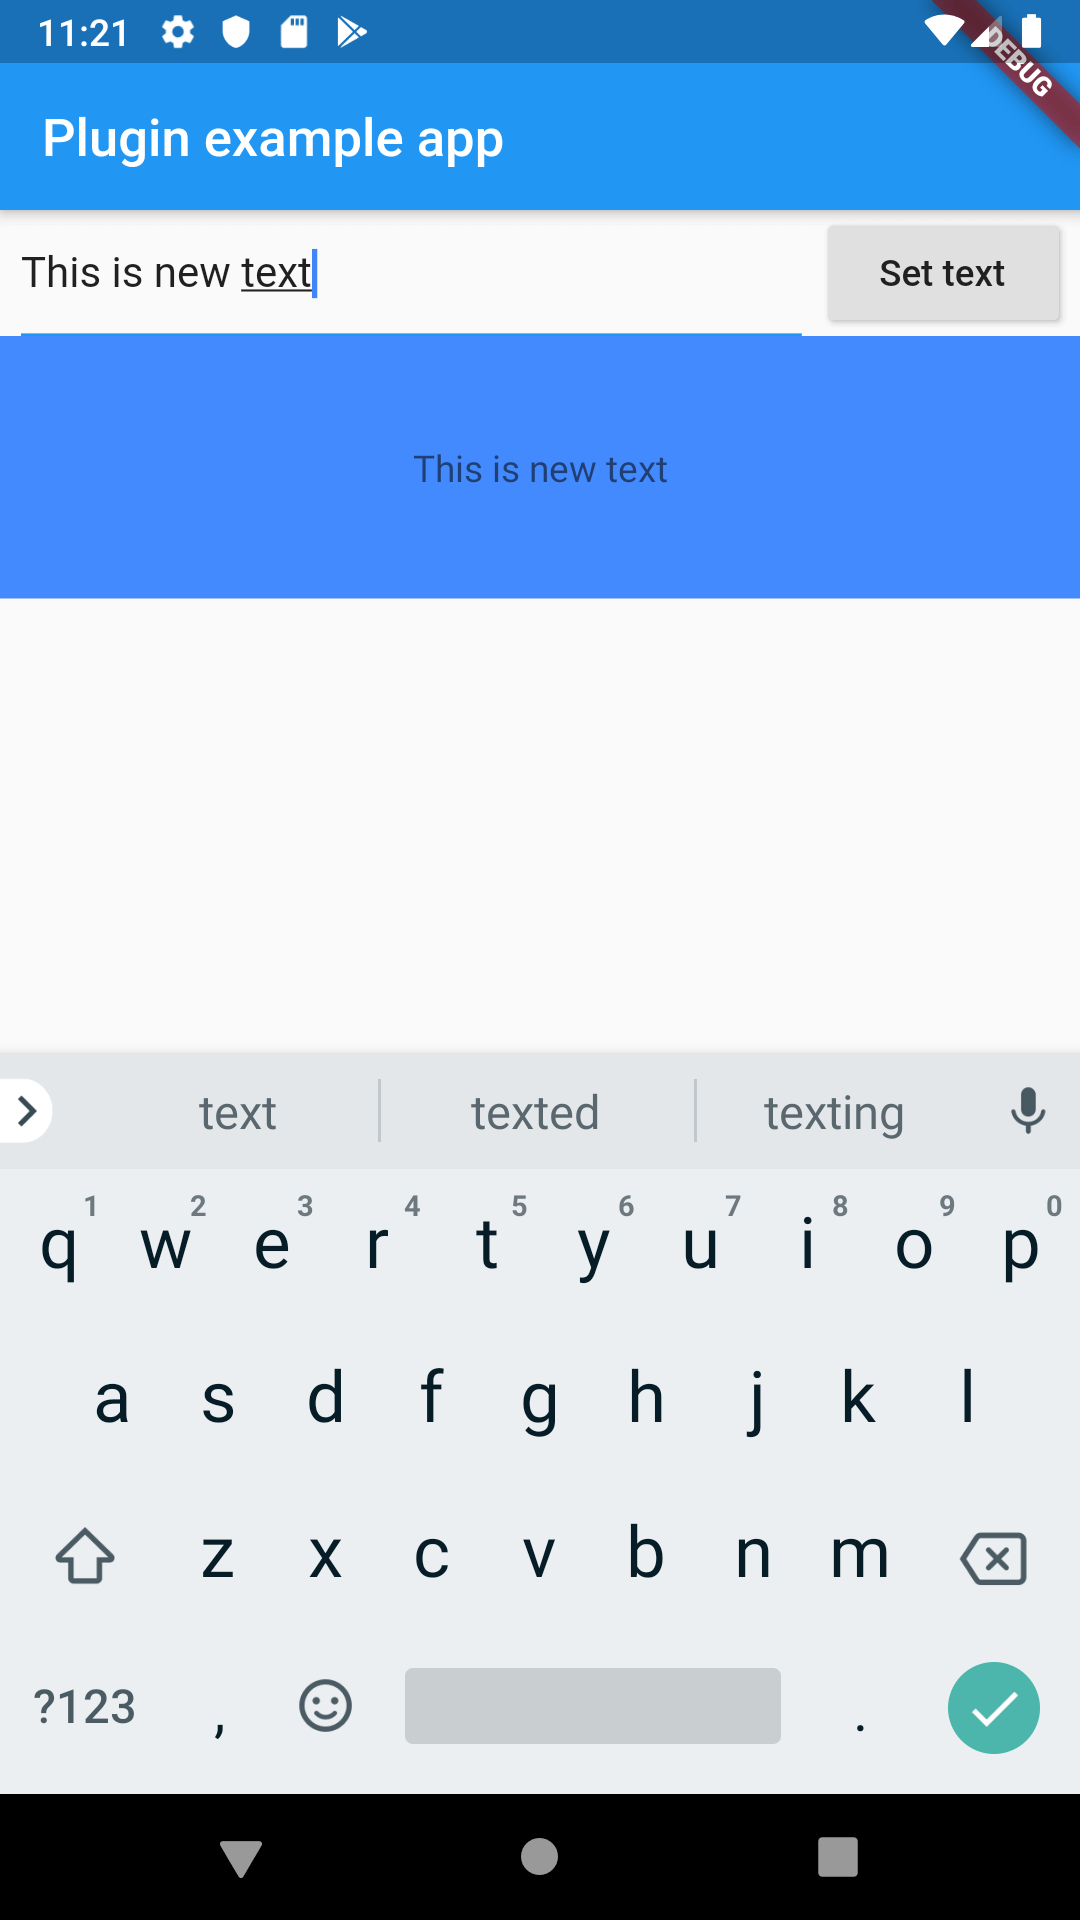 11:21
DEBUG
Plugin example app
This is new text
Set text
This is new text
text texted texting
1 2 3 4 5 6 7 8 9 0
q w e r t y u i o p
a s d f g h j k l
z x c v b n m
?123 , .